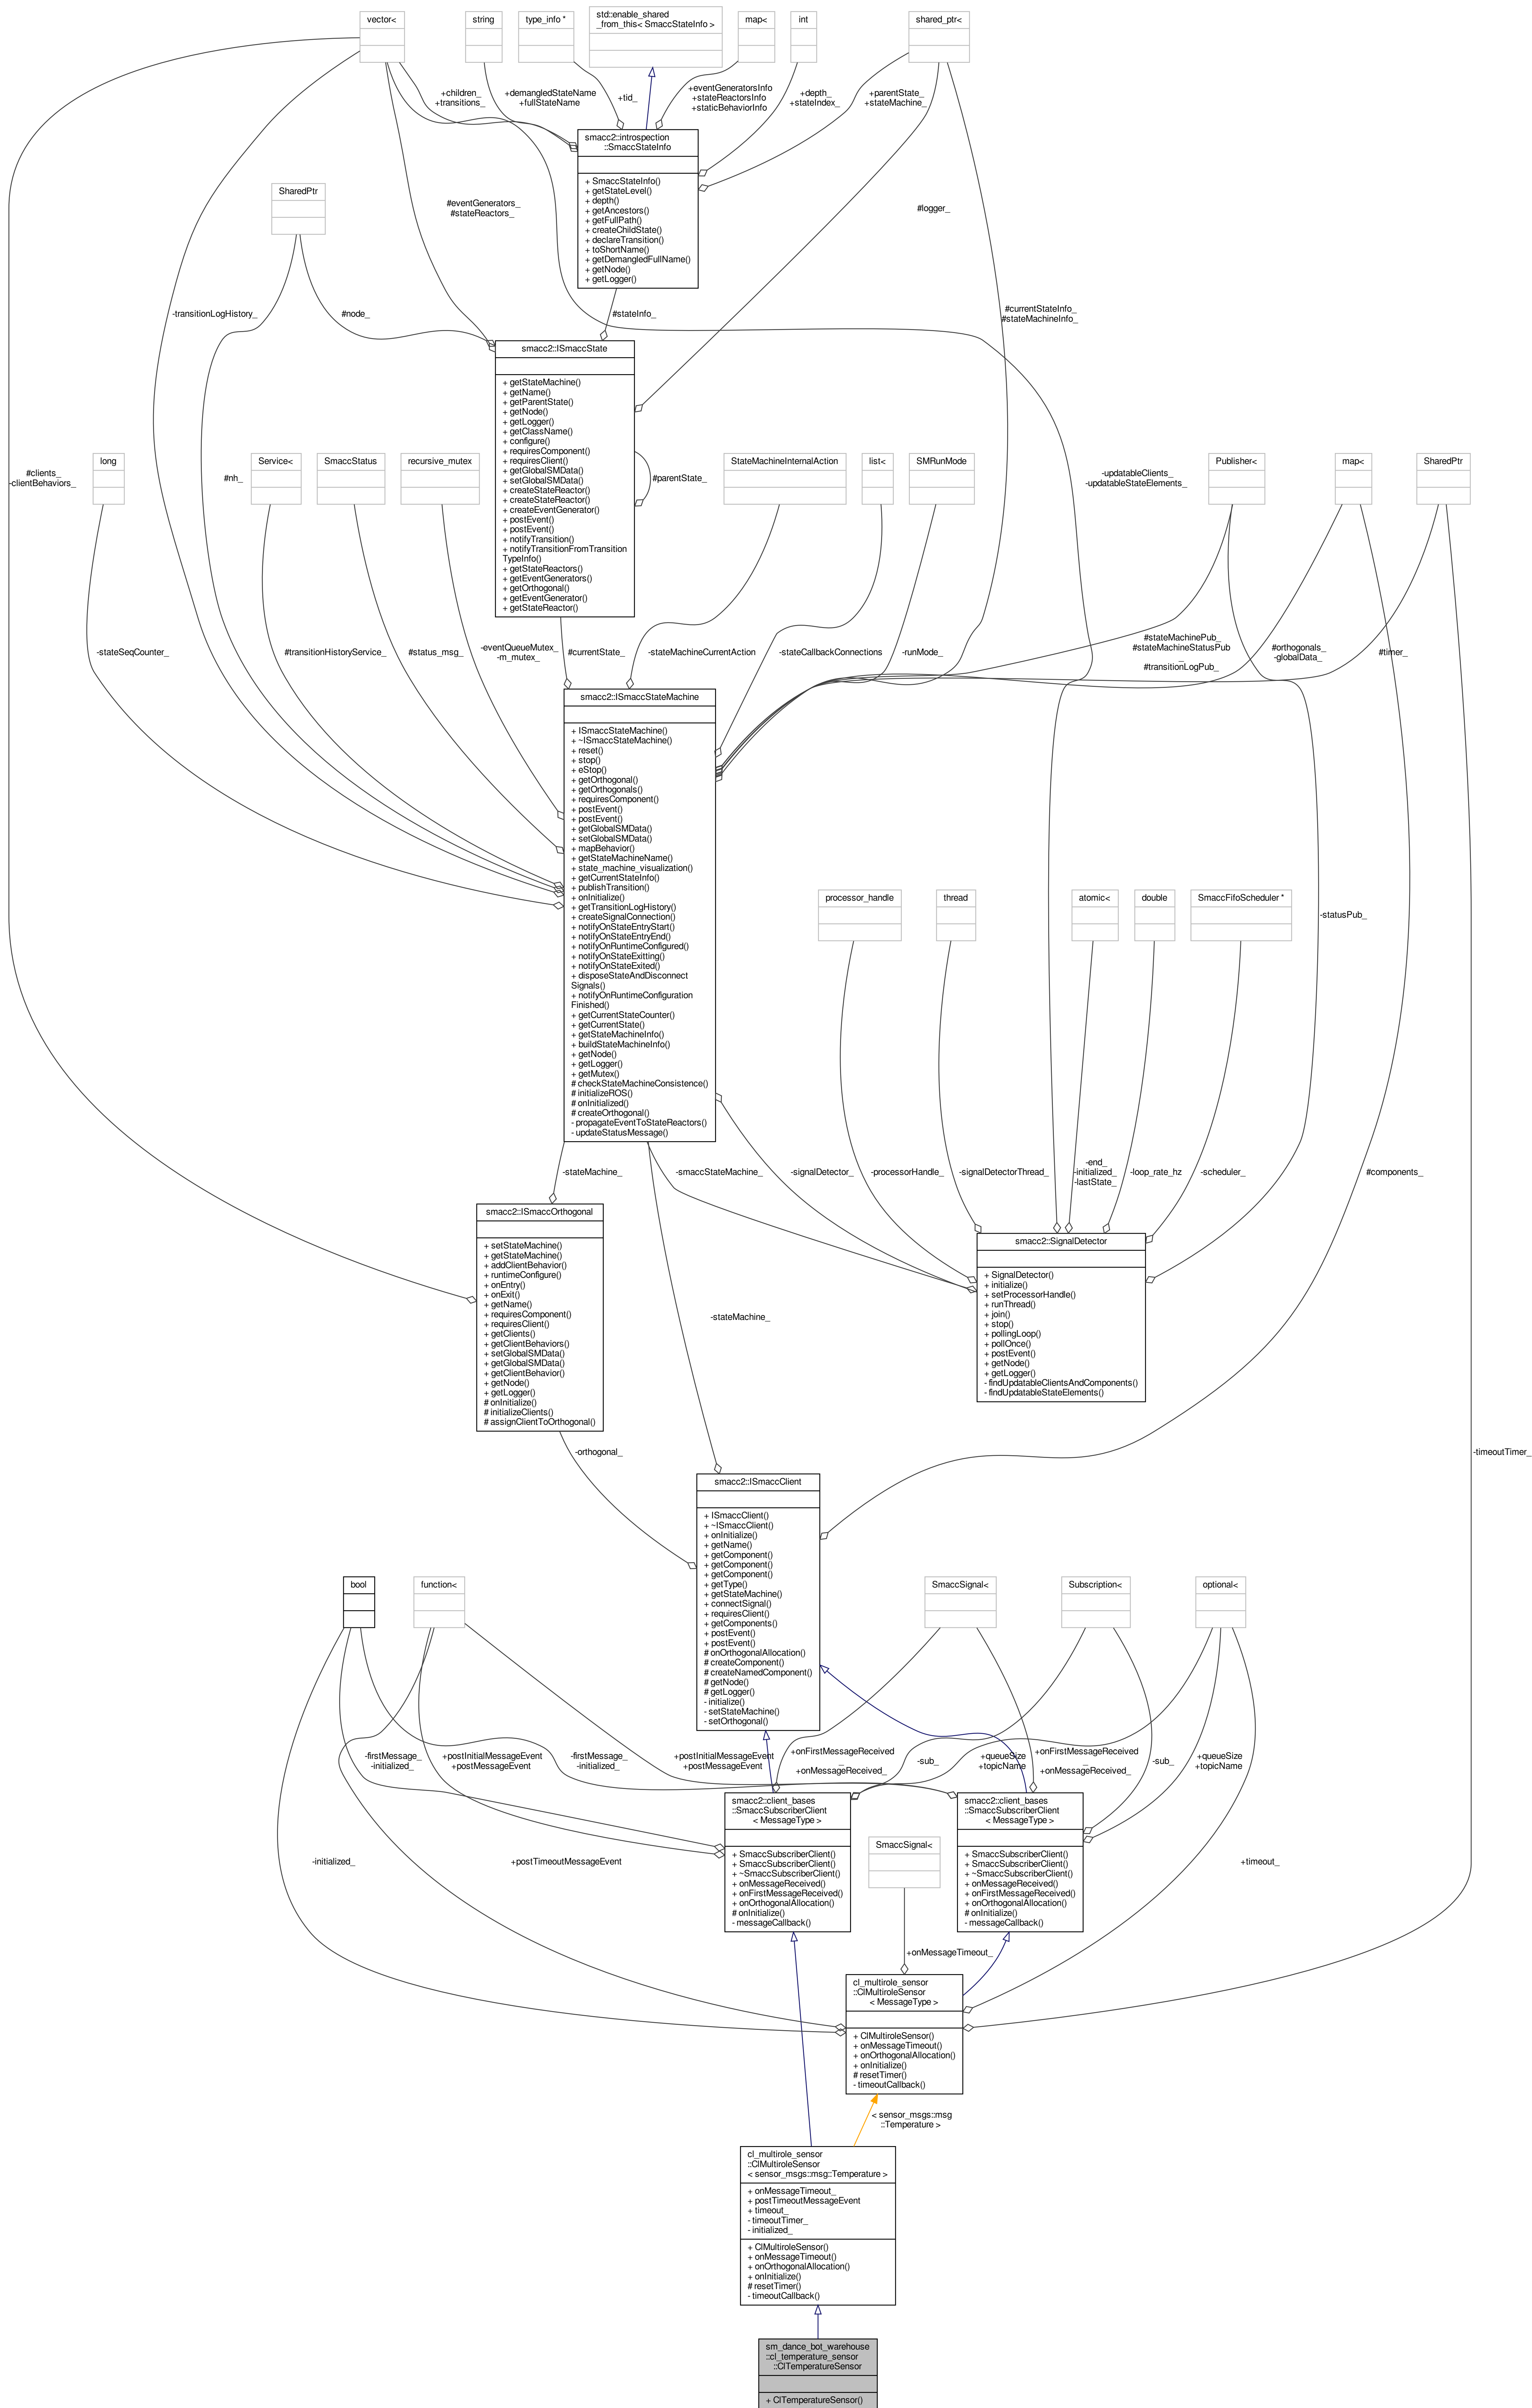 vector<
string
type_info *
std::enable_shared
_from_this< SmaccStateInfo >
map<
int
shared_ptr<
+children_
+transitions_
+demangledStateName
+fullStateName
+tid_
+eventGeneratorsInfo
+stateReactorsInfo
+staticBehaviorInfo
+depth_
+stateIndex_
+parentState_
+stateMachine_
smacc2::introspection
::SmaccStateInfo
+ SmaccStateInfo()
+ getStateLevel()
+ depth()
+ getAncestors()
+ getFullPath()
+ createChildState()
+ declareTransition()
+ toShortName()
+ getDemangledFullName()
+ getNode()
+ getLogger()
SharedPtr
#eventGenerators_
#stateReactors_
#logger_
-transitionLogHistory_
#node_
#stateInfo_
#currentStateInfo_
#stateMachineInfo_
smacc2::ISmaccState
+ getStateMachine()
+ getName()
+ getParentState()
+ getNode()
+ getLogger()
+ getClassName()
+ configure()
+ requiresComponent()
+ requiresClient()
+ getGlobalSMData()
+ setGlobalSMData()
+ createStateReactor()
+ createStateReactor()
+ createEventGenerator()
+ postEvent()
+ postEvent()
+ notifyTransition()
+ notifyTransitionFromTransition
TypeInfo()
+ getStateReactors()
+ getEventGenerators()
+ getOrthogonal()
+ getEventGenerator()
+ getStateReactor()
#parentState_
#clients_
-clientBehaviors_
long
#nh_
Service<
SmaccStatus
recursive_mutex
StateMachineInternalAction
list<
SMRunMode
-updatableClients_
-updatableStateElements_
Publisher<
map<
SharedPtr
-stateSeqCounter_
#transitionHistoryService_
#status_msg_
-eventQueueMutex_
-m_mutex_
#currentState_
-stateMachineCurrentAction
-stateCallbackConnections
-runMode_
#stateMachinePub_
#stateMachineStatusPub
_
#transitionLogPub_
#orthogonals_
-globalData_
#timer_
smacc2::ISmaccStateMachine
+ ISmaccStateMachine()
+ ~ISmaccStateMachine()
+ reset()
+ stop()
+ eStop()
+ getOrthogonal()
+ getOrthogonals()
+ requiresComponent()
+ postEvent()
+ postEvent()
+ getGlobalSMData()
+ setGlobalSMData()
+ mapBehavior()
+ getStateMachineName()
+ state_machine_visualization()
+ getCurrentStateInfo()
+ publishTransition()
+ onInitialize()
+ getTransitionLogHistory()
+ createSignalConnection()
+ notifyOnStateEntryStart()
+ notifyOnStateEntryEnd()
+ notifyOnRuntimeConfigured()
+ notifyOnStateExitting()
+ notifyOnStateExited()
+ disposeStateAndDisconnect
Signals()
+ notifyOnRuntimeConfiguration
Finished()
+ getCurrentStateCounter()
+ getCurrentState()
+ getStateMachineInfo()
+ buildStateMachineInfo()
+ getNode()
+ getLogger()
+ getMutex()
# checkStateMachineConsistence()
# initializeROS()
# onInitialized()
# createOrthogonal()
- propagateEventToStateReactors()
- updateStatusMessage()
processor_handle
thread
atomic<
double
SmaccFifoScheduler *
-statusPub_
-stateMachine_
-smaccStateMachine_
-signalDetector_
-processorHandle_
-signalDetectorThread_
-end_
-initialized_
-lastState_
-loop_rate_hz
-scheduler_
#components_
smacc2::ISmaccOrthogonal
+ setStateMachine()
+ getStateMachine()
+ addClientBehavior()
+ runtimeConfigure()
+ onEntry()
+ onExit()
+ getName()
+ requiresComponent()
+ requiresClient()
+ getClients()
+ getClientBehaviors()
+ setGlobalSMData()
+ getGlobalSMData()
+ getClientBehavior()
+ getNode()
+ getLogger()
# onInitialize()
# initializeClients()
# assignClientToOrthogonal()
smacc2::SignalDetector
+ SignalDetector()
+ initialize()
+ setProcessorHandle()
+ runThread()
+ join()
+ stop()
+ pollingLoop()
+ pollOnce()
+ postEvent()
+ getNode()
+ getLogger()
- findUpdatableClientsAndComponents()
- findUpdatableStateElements()
-stateMachine_
-orthogonal_
-timeoutTimer_
smacc2::ISmaccClient
+ ISmaccClient()
+ ~ISmaccClient()
+ onInitialize()
+ getName()
+ getComponent()
+ getComponent()
+ getComponent()
+ getType()
+ getStateMachine()
+ connectSignal()
+ requiresClient()
+ getComponents()
+ postEvent()
+ postEvent()
# onOrthogonalAllocation()
# createComponent()
# createNamedComponent()
# getNode()
# getLogger()
- initialize()
- setStateMachine()
- setOrthogonal()
bool
function<
SmaccSignal<
Subscription<
optional<
-firstMessage_
-initialized_
+postInitialMessageEvent
+postMessageEvent
-firstMessage_
-initialized_
+postInitialMessageEvent
+postMessageEvent
+onFirstMessageReceived
_
+onMessageReceived_
-sub_
+queueSize
+topicName
+onFirstMessageReceived
_
+onMessageReceived_
-sub_
+queueSize
+topicName
smacc2::client_bases
::SmaccSubscriberClient
< MessageType >
+ SmaccSubscriberClient()
+ SmaccSubscriberClient()
+ ~SmaccSubscriberClient()
+ onMessageReceived()
+ onFirstMessageReceived()
+ onOrthogonalAllocation()
# onInitialize()
- messageCallback()
SmaccSignal<
smacc2::client_bases
::SmaccSubscriberClient
< MessageType >
+ SmaccSubscriberClient()
+ SmaccSubscriberClient()
+ ~SmaccSubscriberClient()
+ onMessageReceived()
+ onFirstMessageReceived()
+ onOrthogonalAllocation()
# onInitialize()
- messageCallback()
-initialized_
+postTimeoutMessageEvent
+timeout_
+onMessageTimeout_
cl_multirole_sensor
::ClMultiroleSensor
< MessageType >
+ ClMultiroleSensor()
+ onMessageTimeout()
+ onOrthogonalAllocation()
+ onInitialize()
# resetTimer()
- timeoutCallback()
< sensor_msgs::msg
::Temperature >
cl_multirole_sensor
::ClMultiroleSensor
< sensor_msgs::msg::Temperature >
+ onMessageTimeout_
+ postTimeoutMessageEvent
+ timeout_
- timeoutTimer_
- initialized_
+ ClMultiroleSensor()
+ onMessageTimeout()
+ onOrthogonalAllocation()
+ onInitialize()
# resetTimer()
- timeoutCallback()
sm_dance_bot_warehouse
::cl_temperature_sensor
::ClTemperatureSensor
+ ClTemperatureSensor()